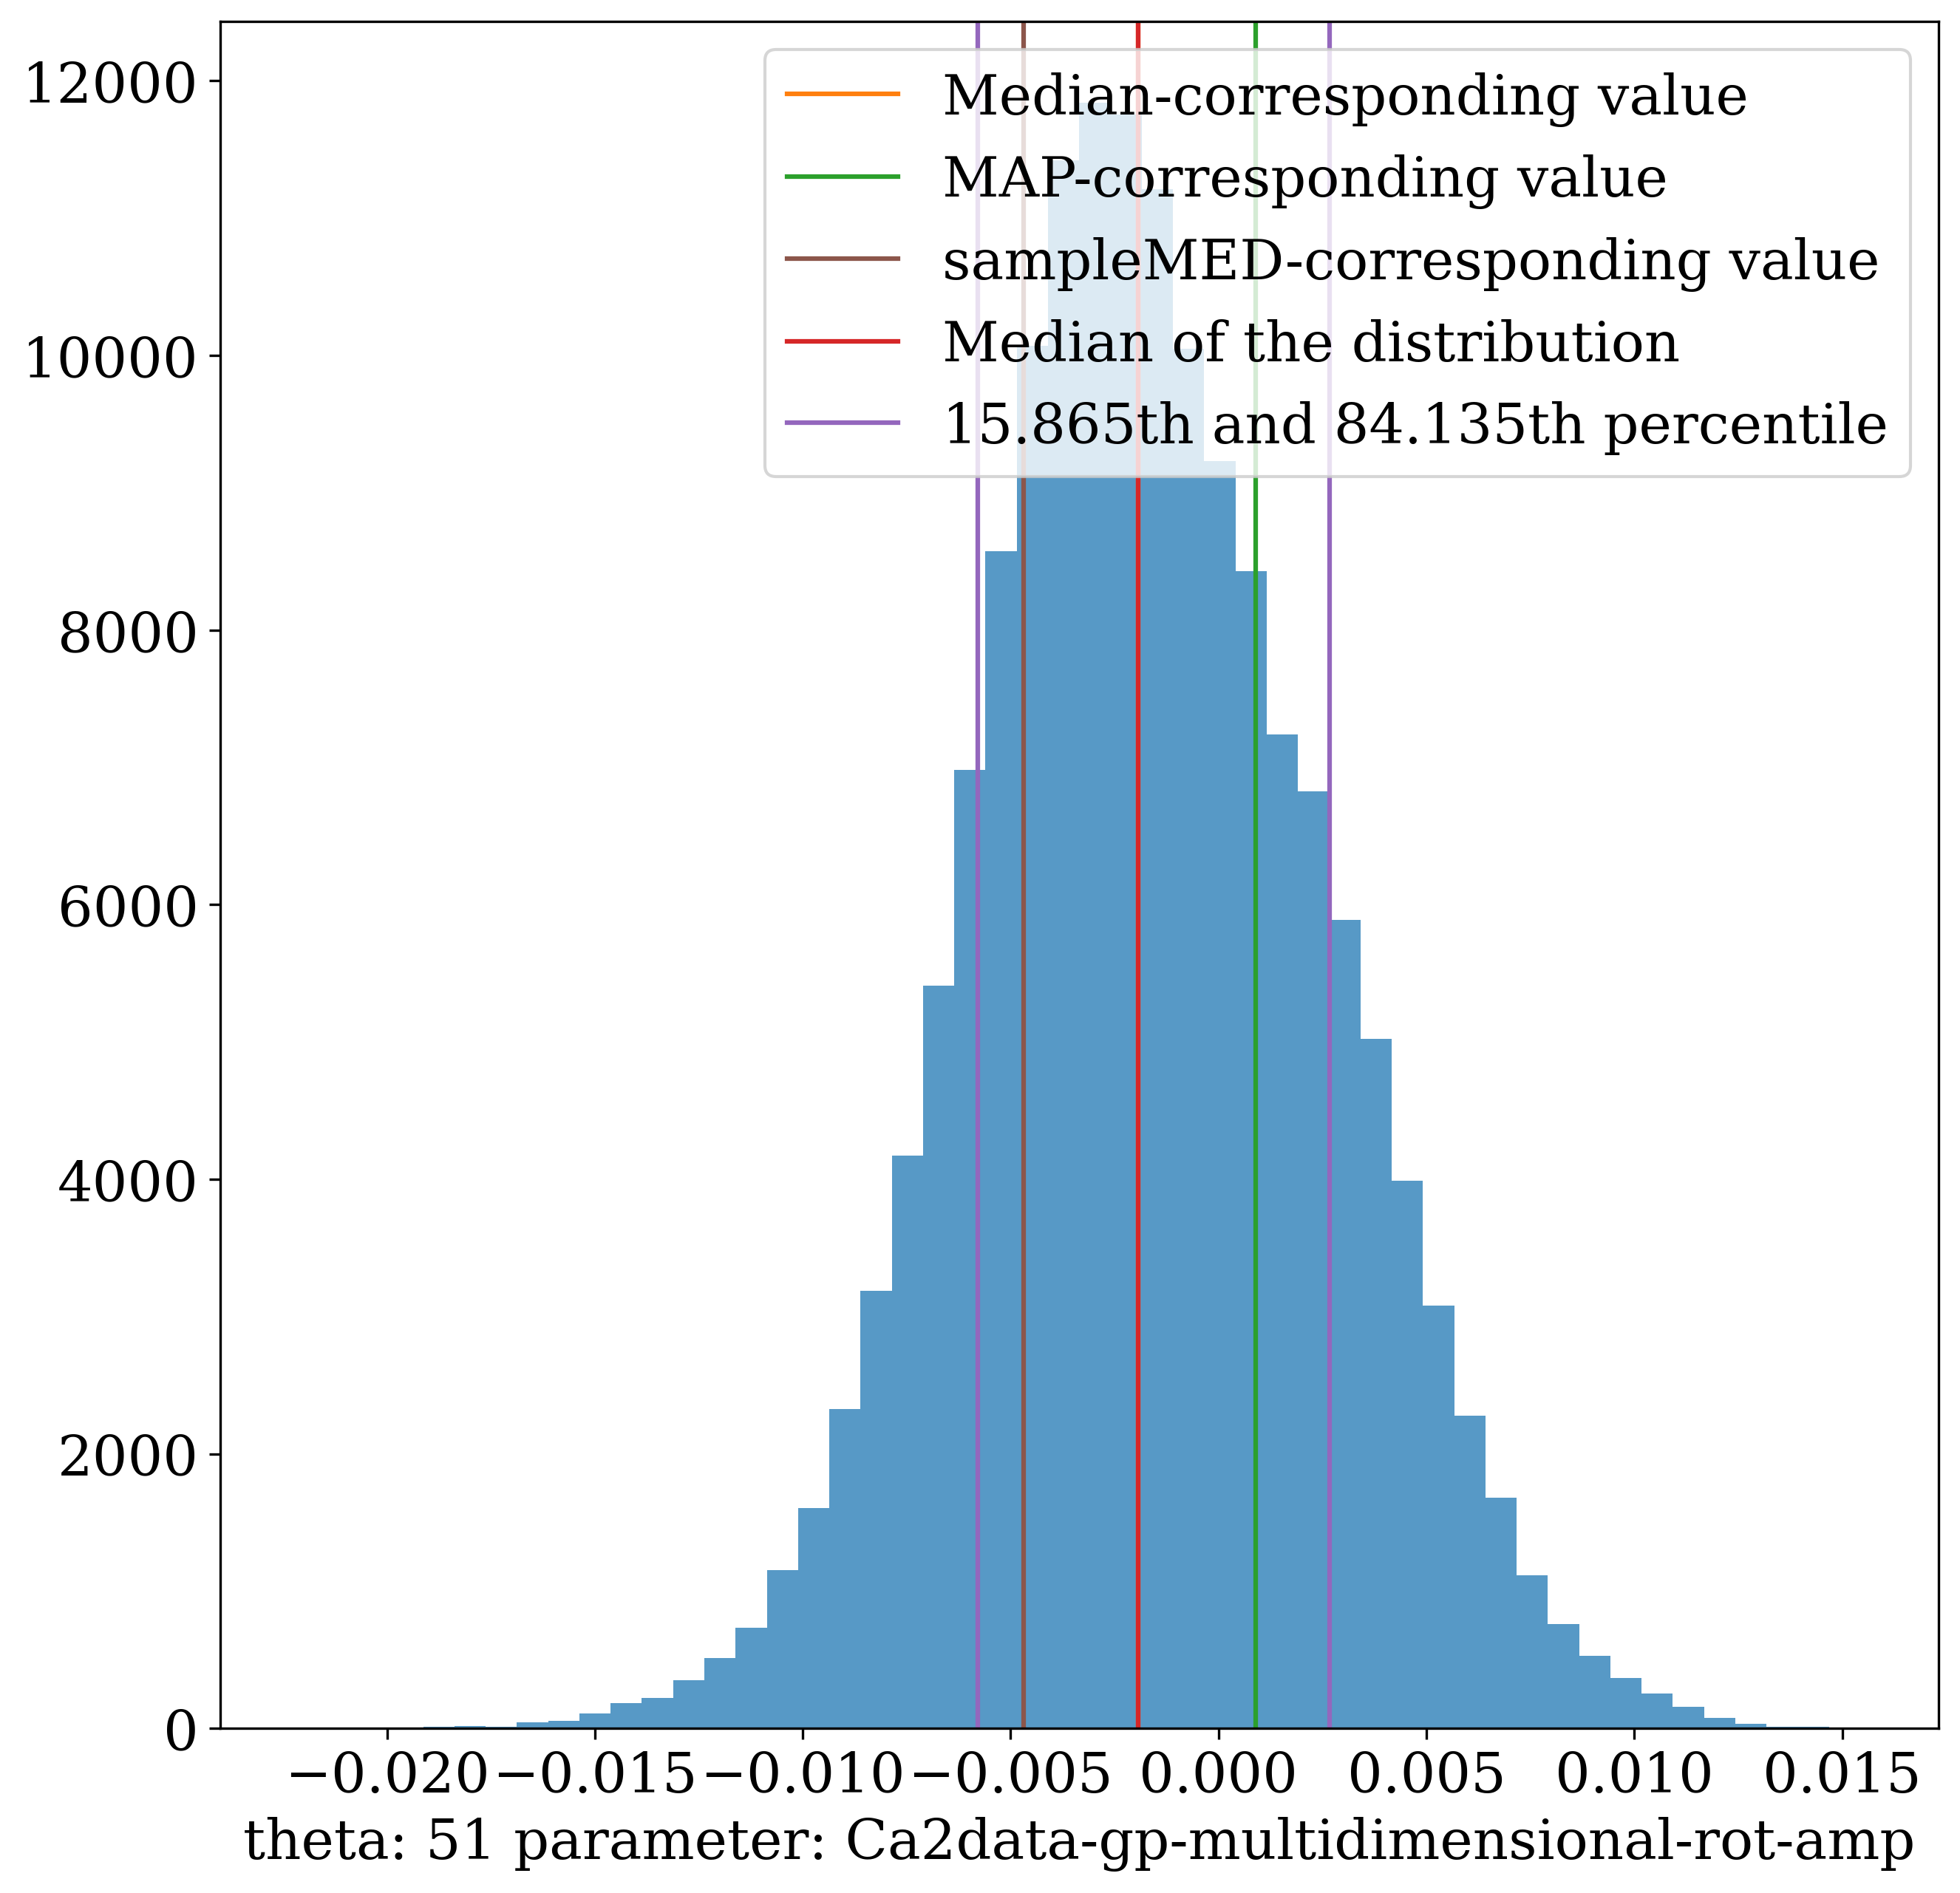 12000
10000
8000
6000
4000
2000
0
Median-corresponding value
MAP-corresponding value
sampleMED-corresponding value
Median of the distribution
15.865th and 84.135th percentile
−0.020 −0.015 −0.010 −0.005 0.000 0.005 0.010 0.015
theta: 51 parameter: Ca2data-gp-multidimensional-rot-amp